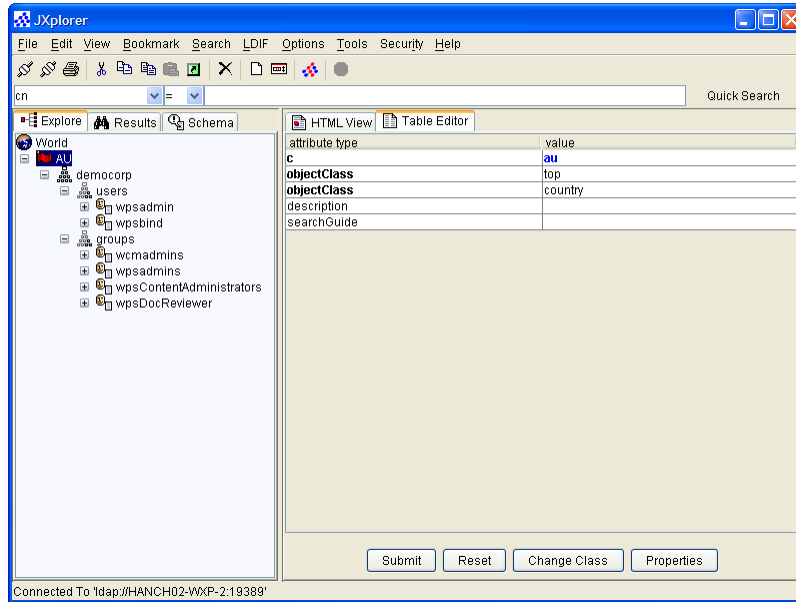 JXplorer
File Edit View Bookmark Search LDIF Options Tools Security Help
cn = Quick Search
Explore Results Schema
World
AU
democorp
users
wpsadmin
wpsbind
groups
wcmadmins
wpsadmins
wpsContentAdministrators
wpsDocReviewer
HTML View Table Editor
attribute type value
c au
objectClass top
objectClass country
description
searchGuide
Submit Reset Change Class Properties
Connected To 'ldap://HANCH02-WXP-2:19389'